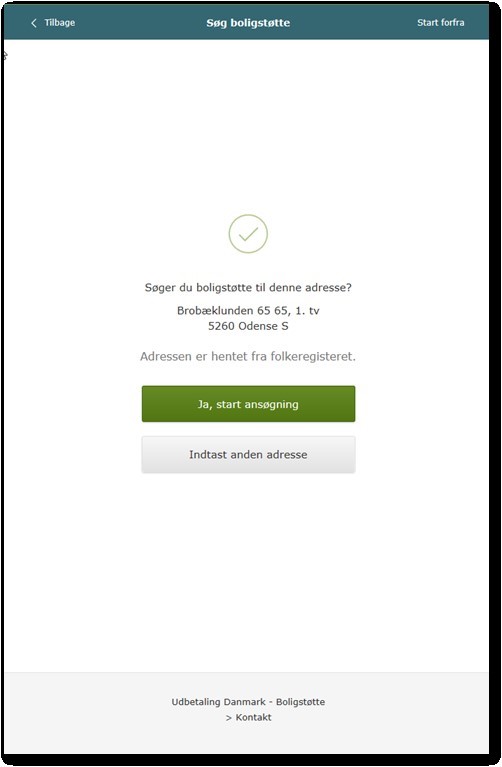 Tilbage
Søg boligstøtte
Start forfra
Søger du boligstøtte til denne adresse?
Brobæklunden 65 65, 1. tv
5260 Odense S
Adressen er hentet fra folkeregisteret.
Ja, start ansøgning
Indtast anden adresse
Udbetaling Danmark - Boligstøtte
> Kontakt